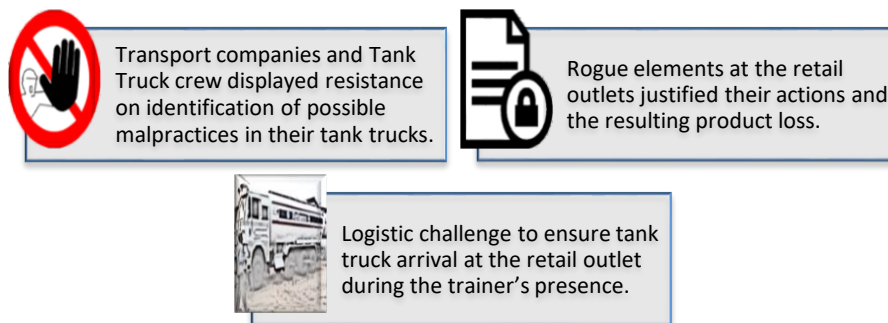 Transport companies and Tank
Truck crew displayed resistance
on identification of possible
malpractices in their tank trucks.
Rogue elements at the retail
outlets justified their actions and
the resulting product loss.
Logistic challenge to ensure tank
truck arrival at the retail outlet
during the trainer’s presence.